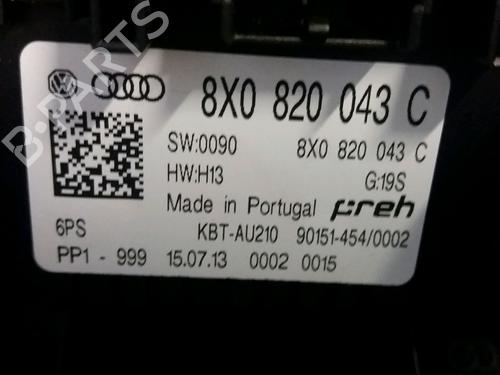 8X0 820 043 C
SW:0090 8X0 820 043 C
HW:H13 G:19S
Made in Portugal preh
6PS KBT-AU210 90151-454/0002
PP1 - 999 15.07.13 0002 0015
B-PARTS